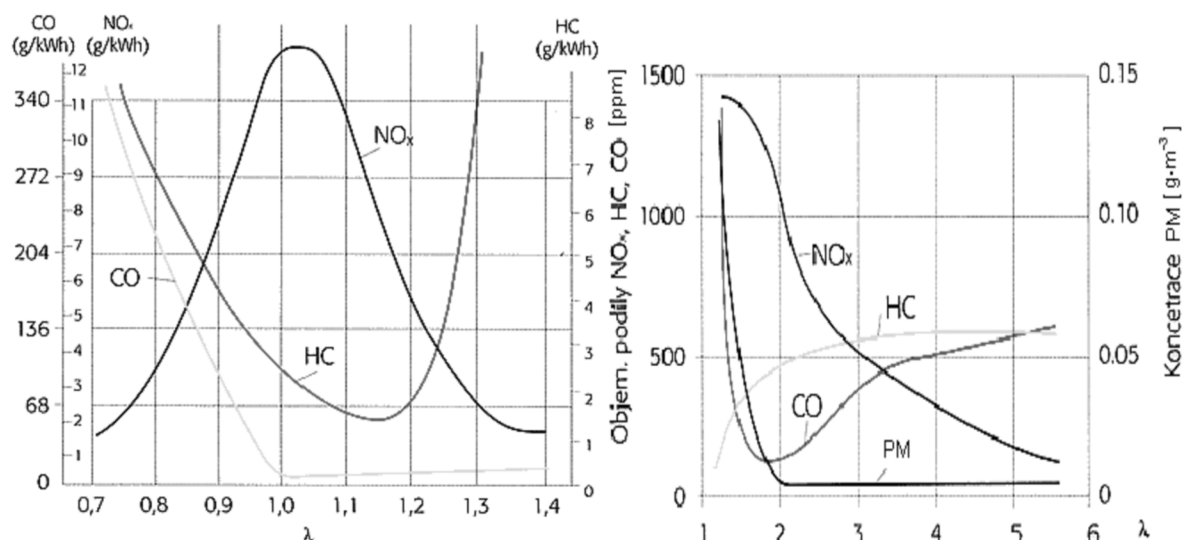 CO
(g/kWh)
NOₓ
(g/kWh)
HC
(g/kWh)
340
272
204
136
68
0
12
11
10
9
8
7
6
5
4
3
2
1
NOₓ
CO
HC
8
7
6
5
4
3
2
1
0
0,7 0,8 0,9 1,0 1,1 1,2 1,3 1,4
λ
Objem. podíly NOₓ, HC, CO [ppm]
1500
1000
500
0
NOₓ
HC
CO
PM
0.15
0.10
0.05
0
Koncetrace PM [g·m⁻³]
1 2 3 4 5 6 λ